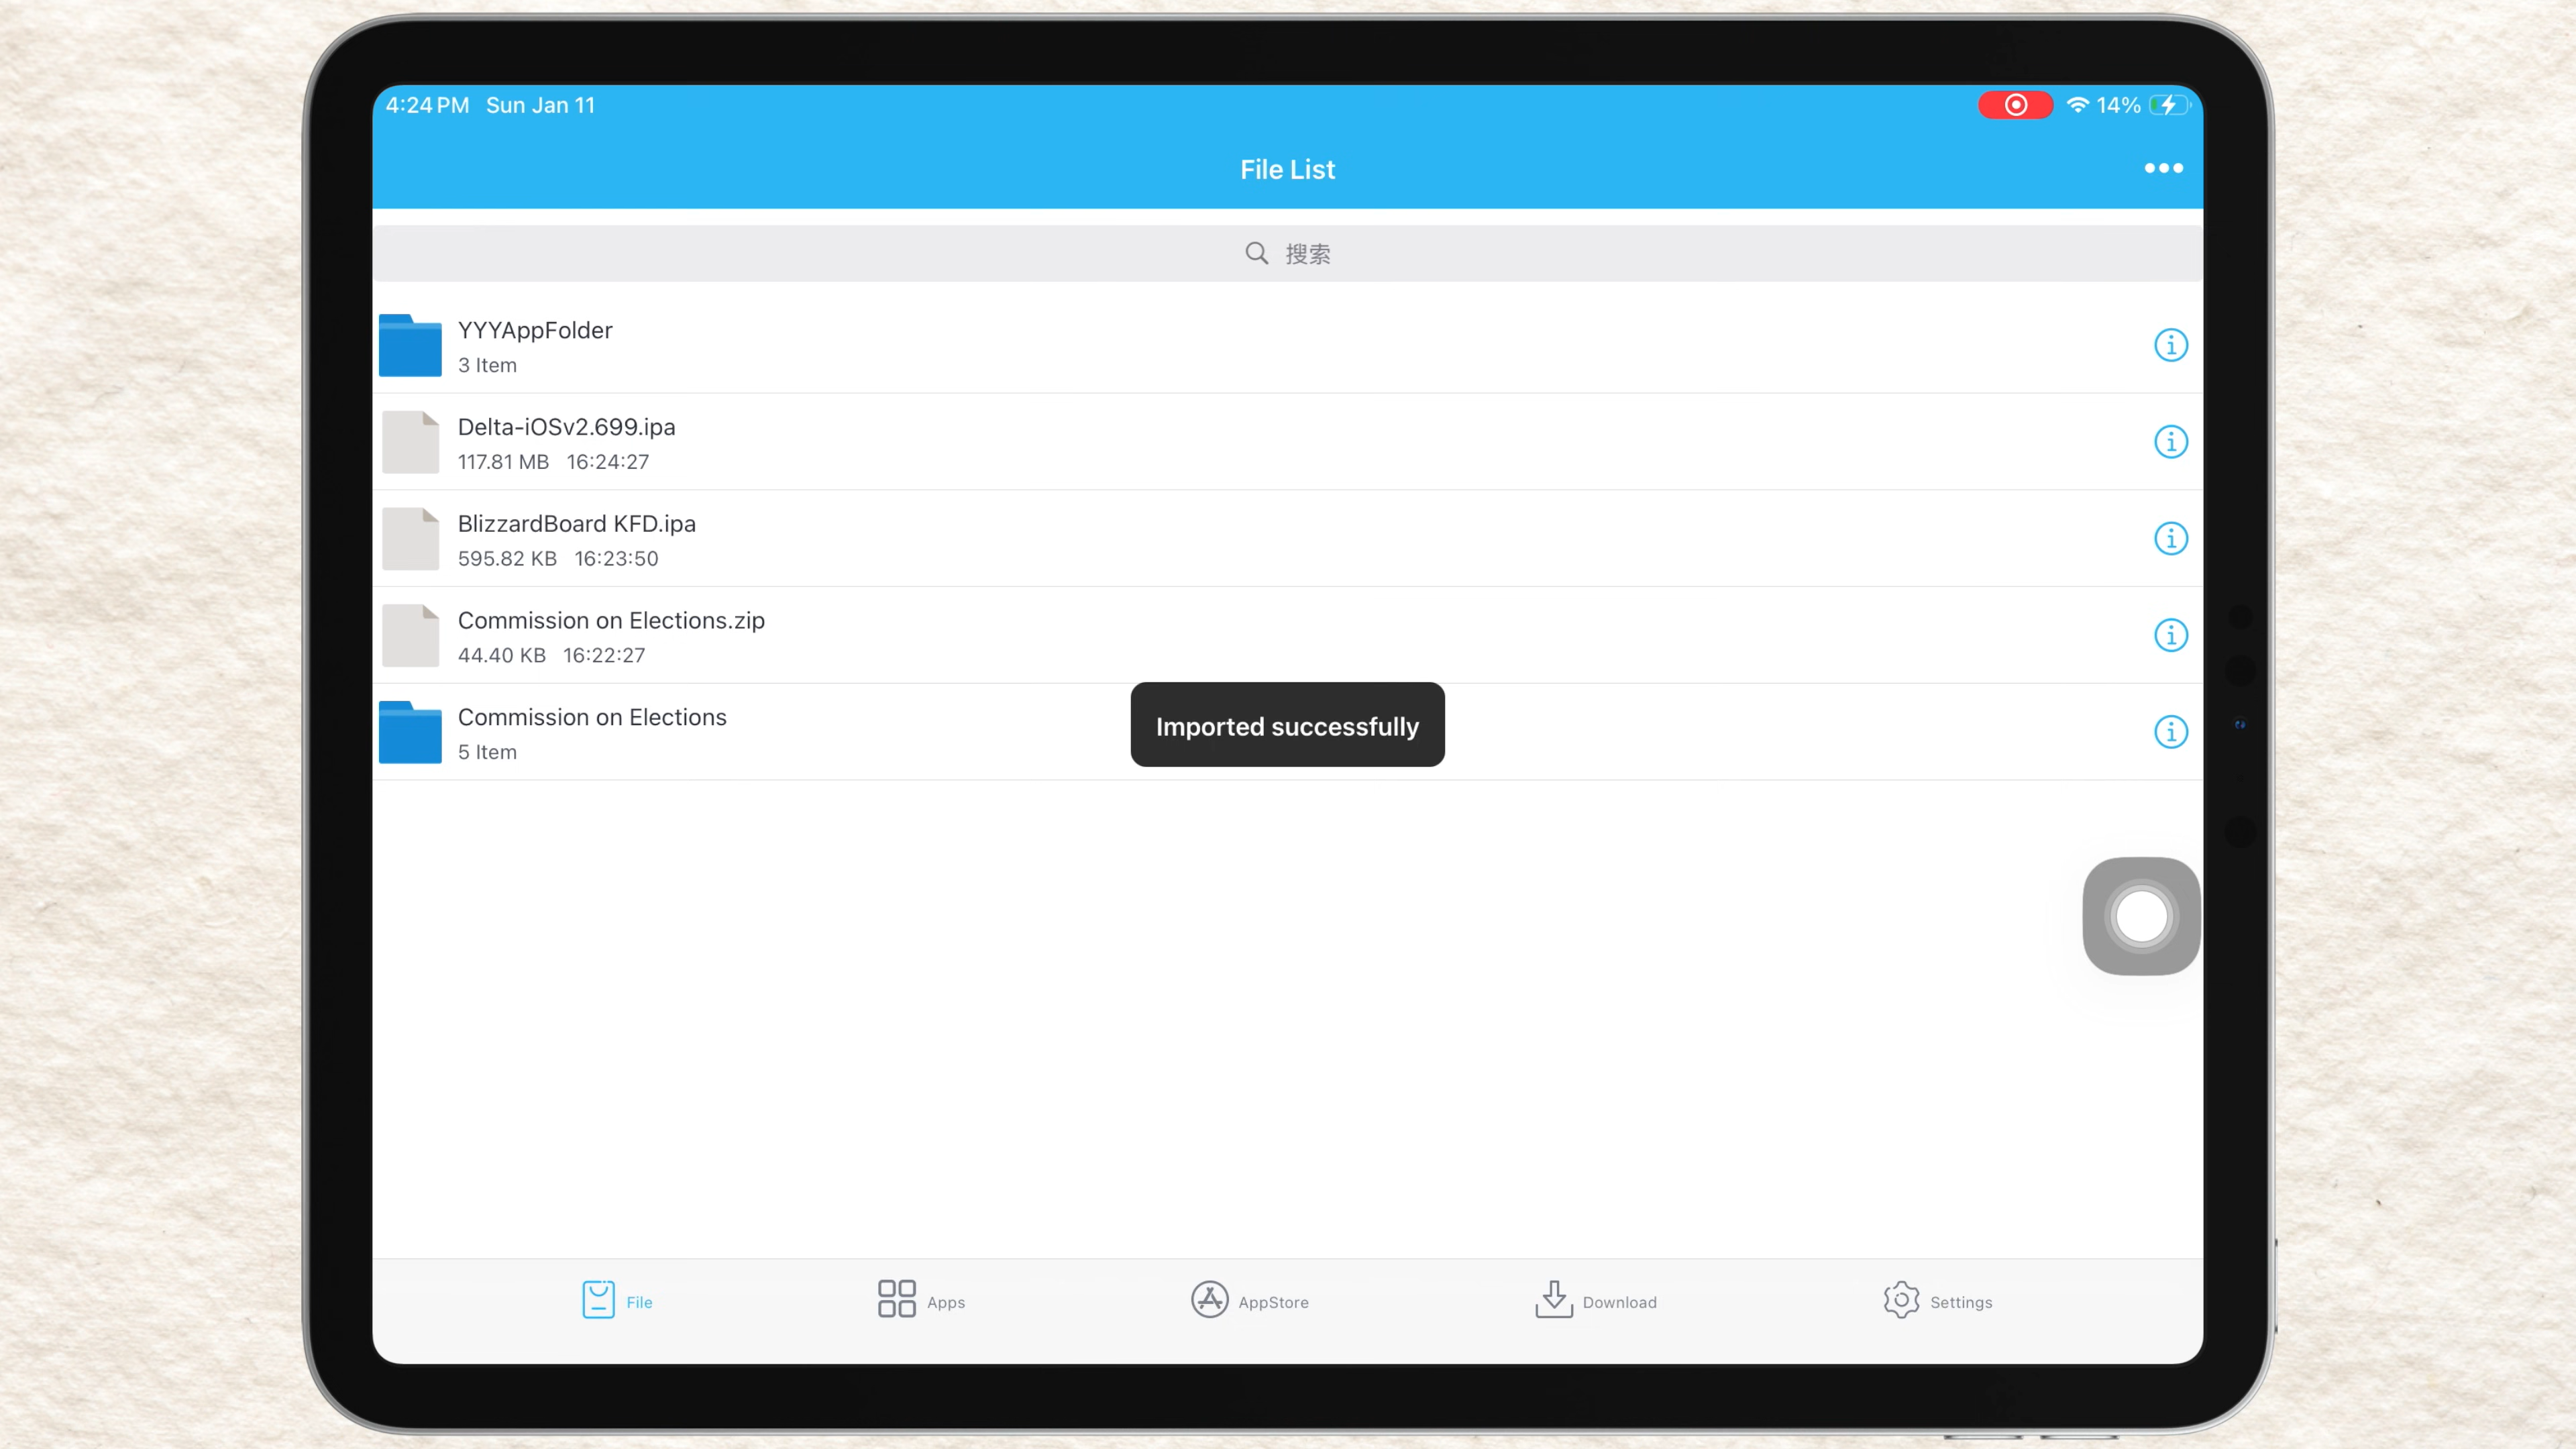 4:24 PM Sun Jan 11
14%
File List
搜索
YYYAppFolder
3 Item
Delta-iOSv2.699.ipa
117.81 MB 16:24:27
BlizzardBoard KFD.ipa
595.82 KB 16:23:50
Commission on Elections.zip
44.40 KB 16:22:27
Commission on Elections
5 Item
Imported successfully
File
Apps
AppStore
Download
Settings